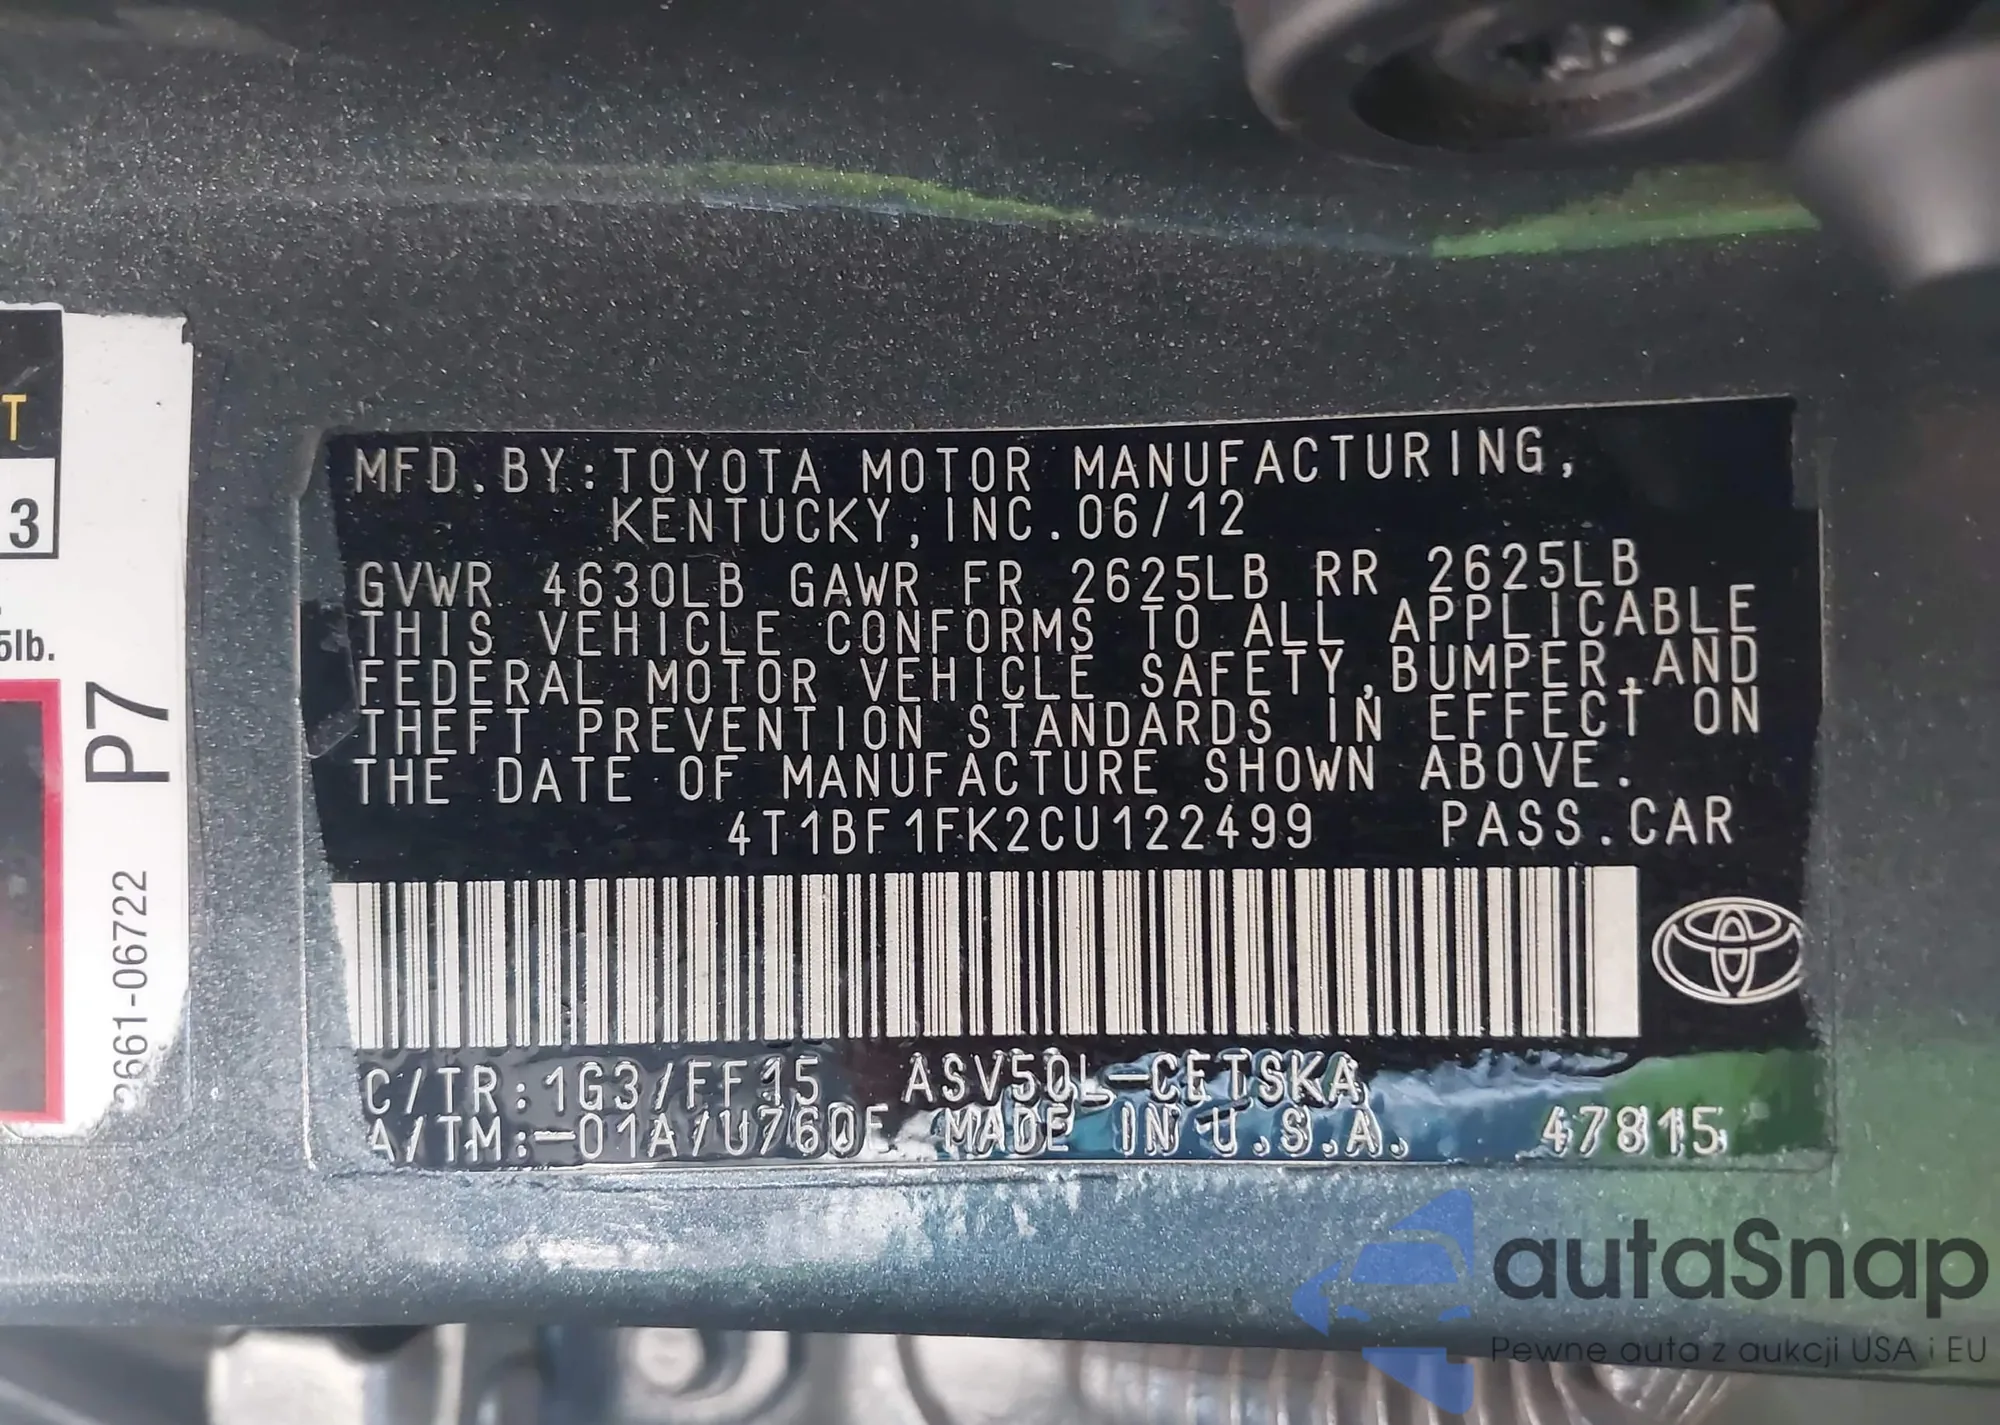 MFD.BY:TOYOTA MOTOR MANUFACTURING,
KENTUCKY,INC.06/12
GVWR 4630LB GAWR FR 2625LB RR 2625LB
THIS VEHICLE CONFORMS TO ALL APPLICABLE
FEDERAL MOTOR VEHICLE SAFETY,BUMPER,AND
THEFT PREVENTION STANDARDS IN EFFECT ON
THE DATE OF MANUFACTURE SHOWN ABOVE.
4T1BF1FK2CU122499 PASS.CAR
C/TR:1G3/FF15 ASV50L-CETSKA
A/TM:-01A/U760E MADE IN U.S.A. 47815
T
3
5lb.
P7
2661-06722
autaSnap
Pewne auta z aukcji USA i EU